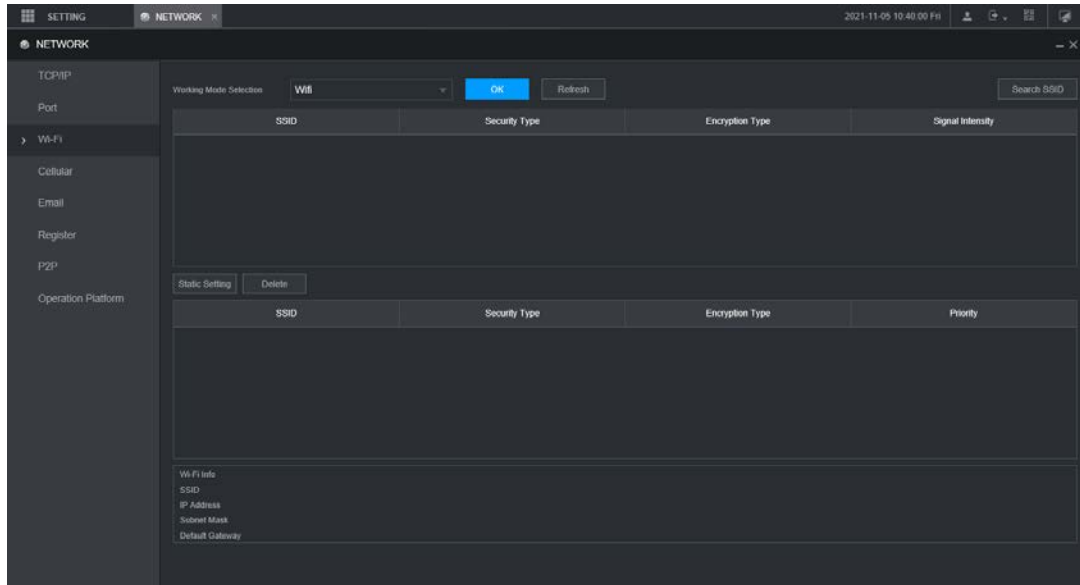 SETTING NETWORK × 2021-11-05 10:40:00 Fri
NETWORK
TCP/IP
Port
Wi-Fi
Cellular
Email
Register
P2P
Operation Platform
Working Mode Selection Wifi OK Refresh Search SSID
SSID Security Type Encryption Type Signal Intensity
Static Setting Delete
SSID Security Type Encryption Type Priority
Wi-Fi Info
SSID
IP Address
Subnet Mask
Default Gateway